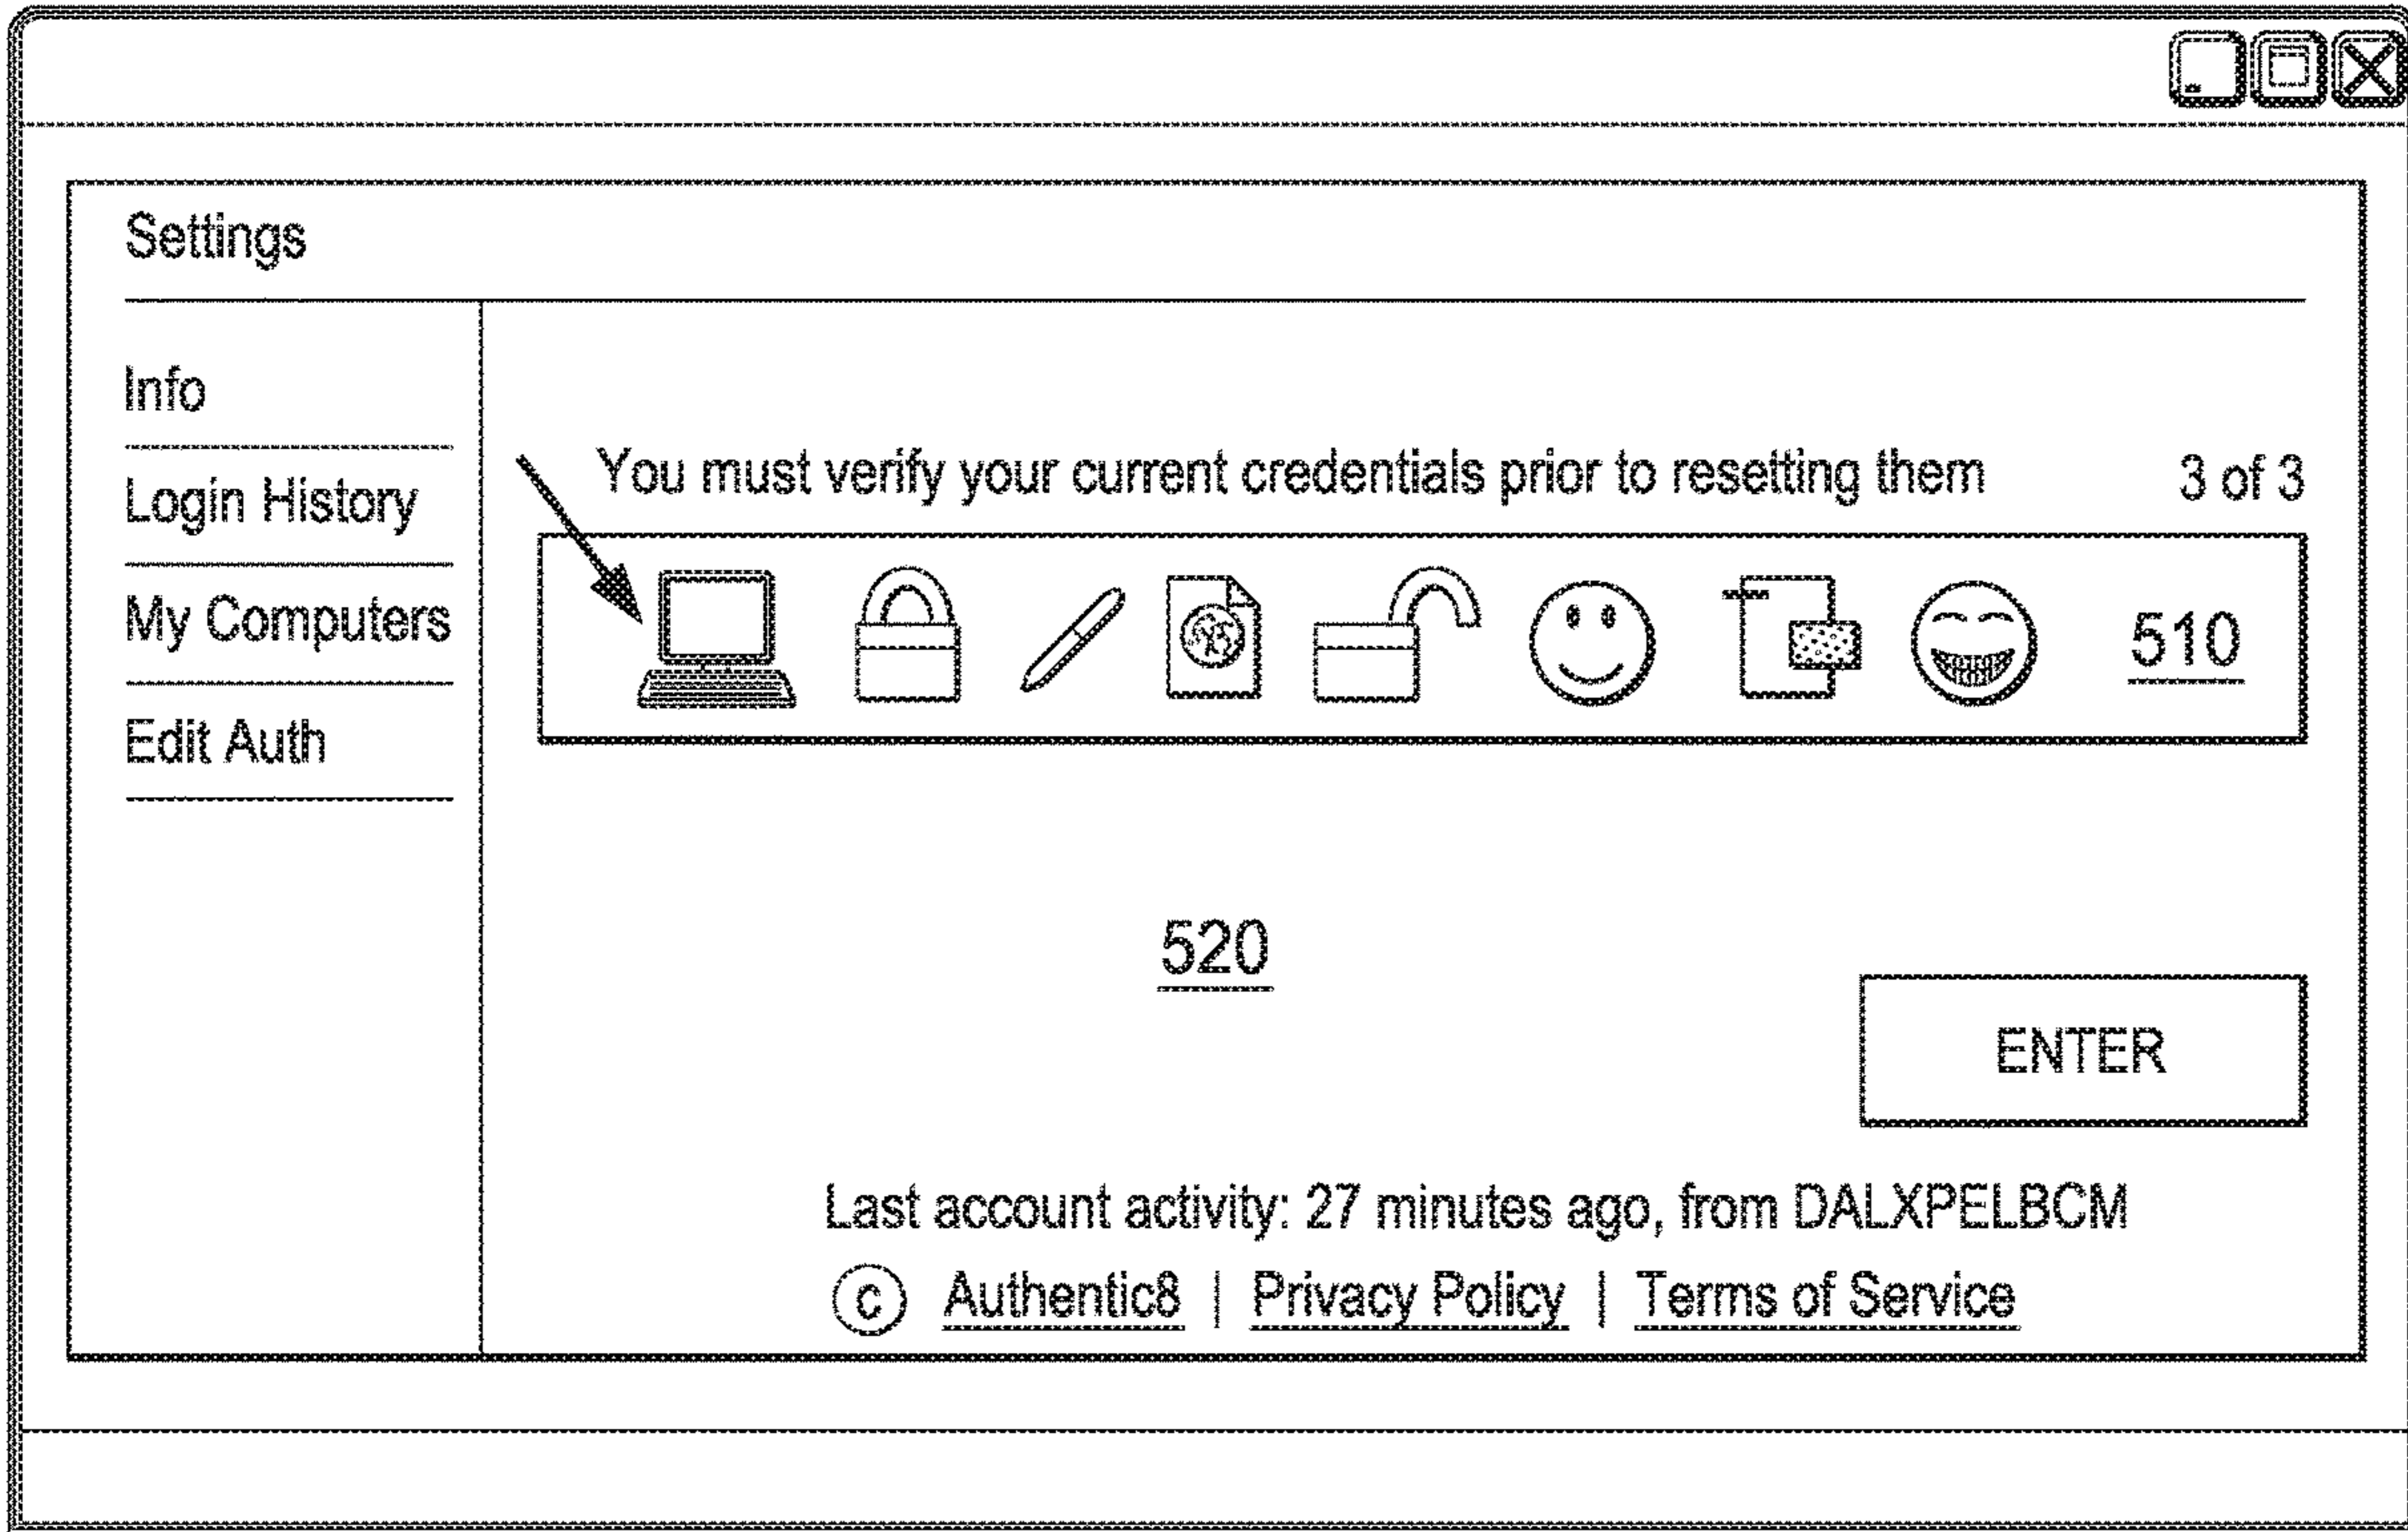 Settings
Info
Login History
My Computers
Edit Auth
You must verify your current credentials prior to resetting them 3 of 3
510
520
ENTER
Last account activity: 27 minutes ago, from DALXPELBCM
© Authentic8 | Privacy Policy | Terms of Service